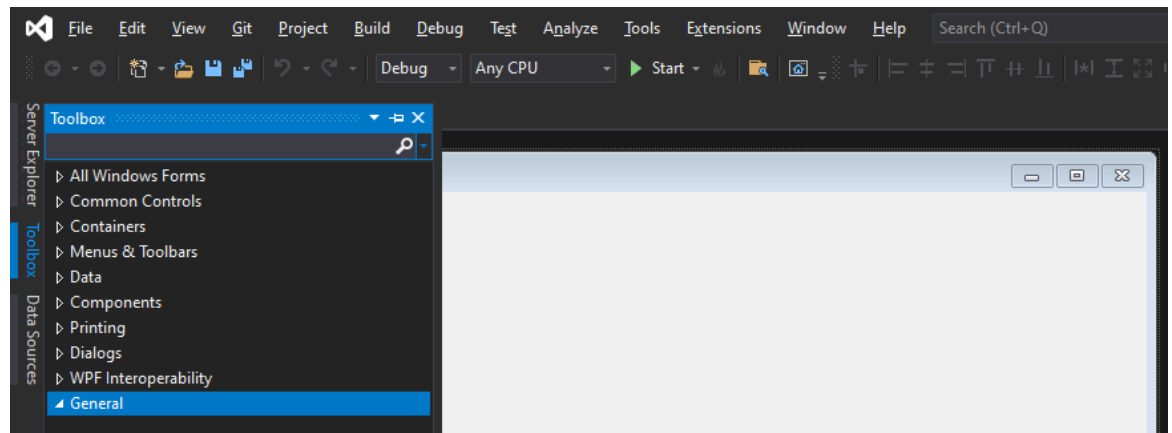 File Edit View Git Project Build Debug Test Analyze Tools Extensions Window Help Search (Ctrl+Q)
Debug Any CPU Start
Server Explorer
Toolbox
Data Sources
Toolbox
All Windows Forms
Common Controls
Containers
Menus & Toolbars
Data
Components
Printing
Dialogs
WPF Interoperability
General